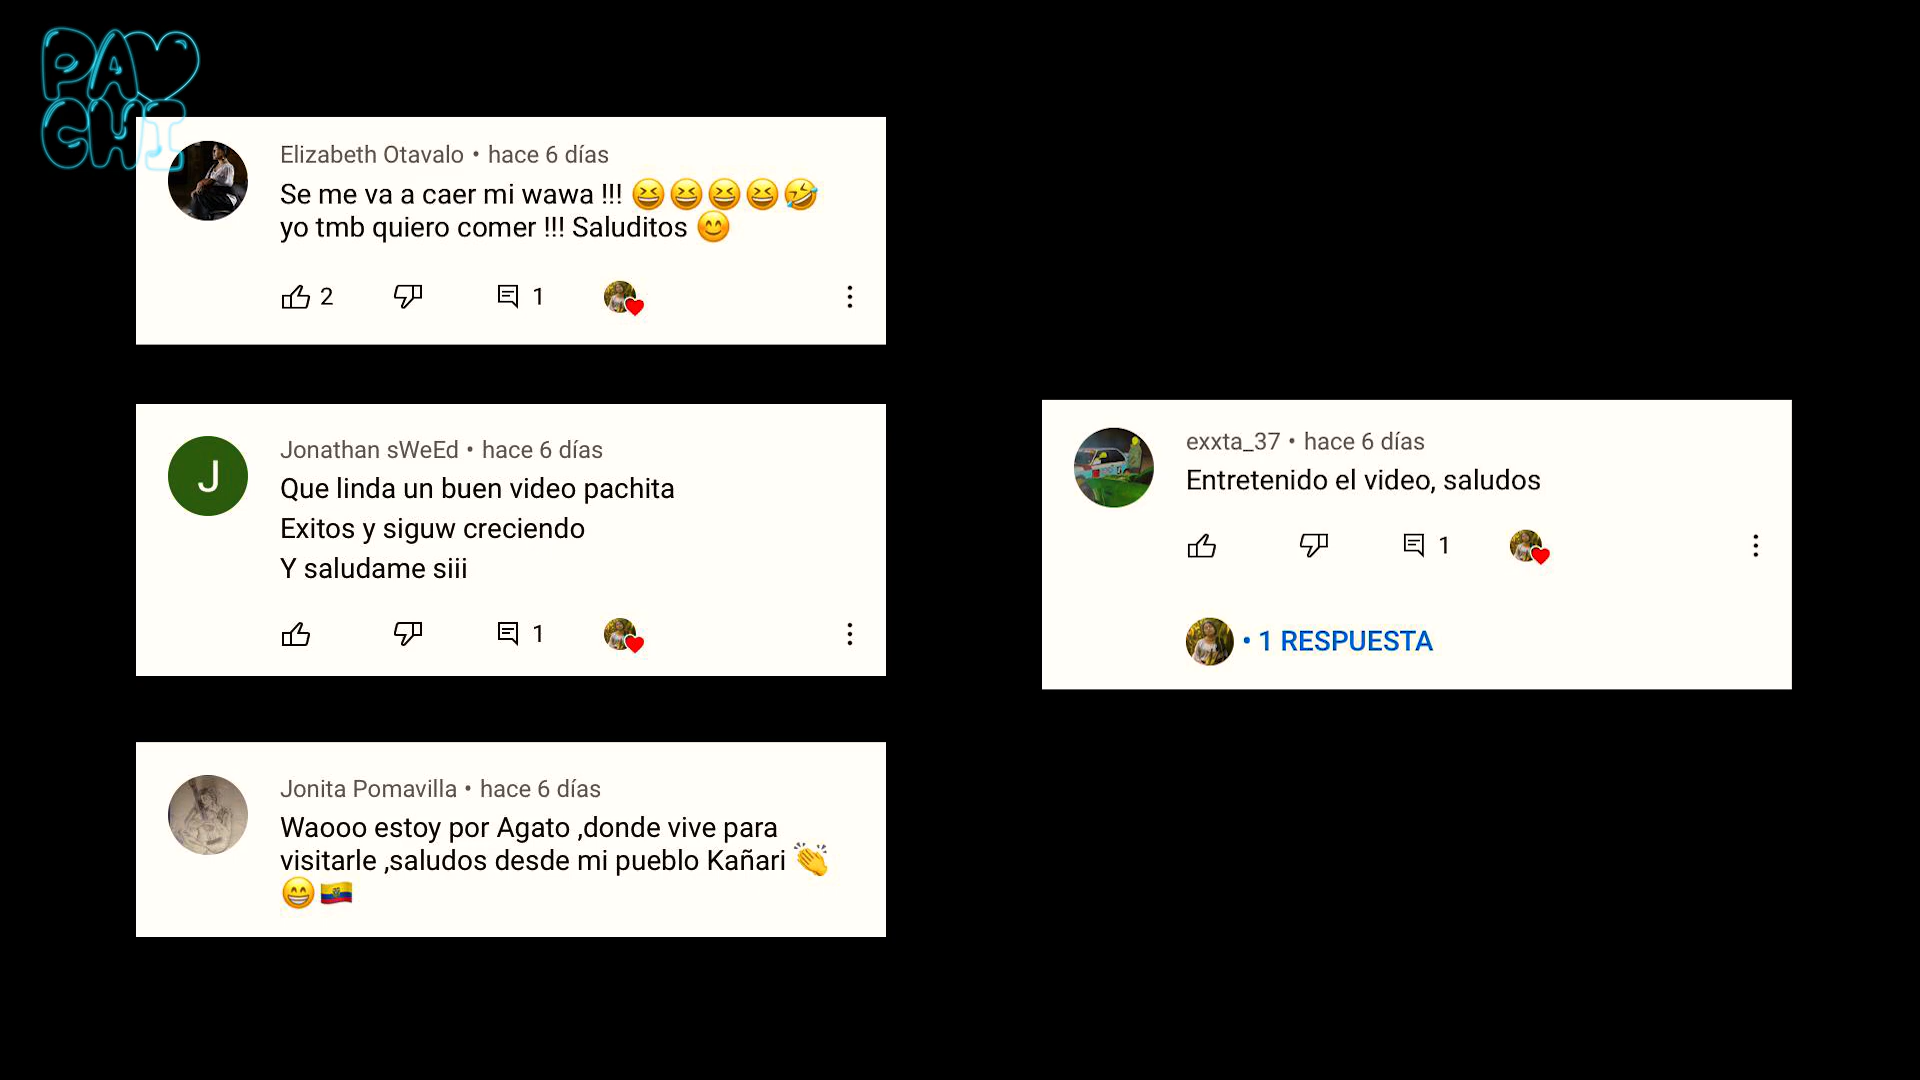 PA
CHI
Elizabeth Otavalo • hace 6 días
Se me va a caer mi wawa !!! 😆😆😆😆🤣
yo tmb quiero comer !!! Saluditos 😊
2
1
Jonathan sWeEd • hace 6 días
Que linda un buen video pachita
Exitos y siguw creciendo
Y saludame siii
1
J
Jonita Pomavilla • hace 6 días
Waooo estoy por Agato ,donde vive para
visitarle ,saludos desde mi pueblo Kañari 👏
😁🇪🇨
exxta_37 • hace 6 días
Entretenido el video, saludos
1
• 1 RESPUESTA